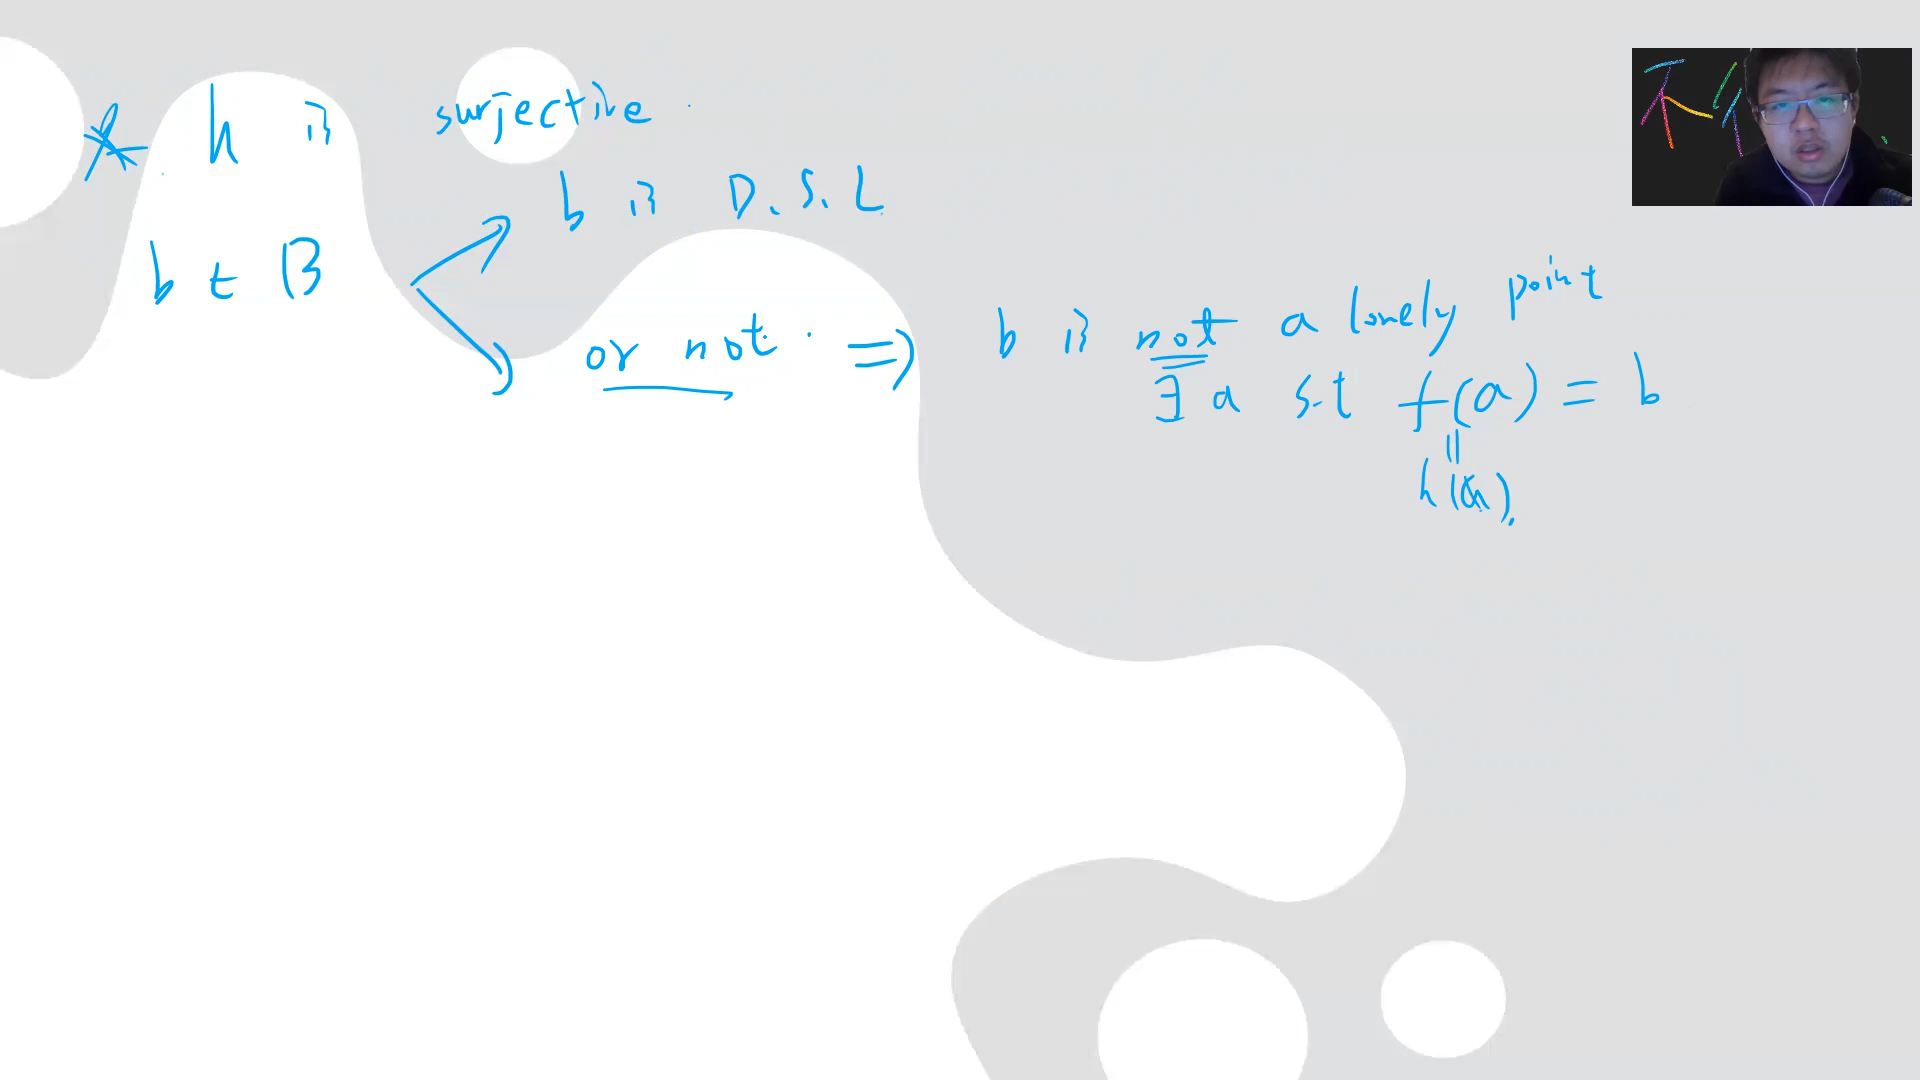 * h is surjective.
b ∈ B
b is D.S.L
or not. ⇒ b is not a lonely point
∃ a s.t f(a) = b
||
h(a).